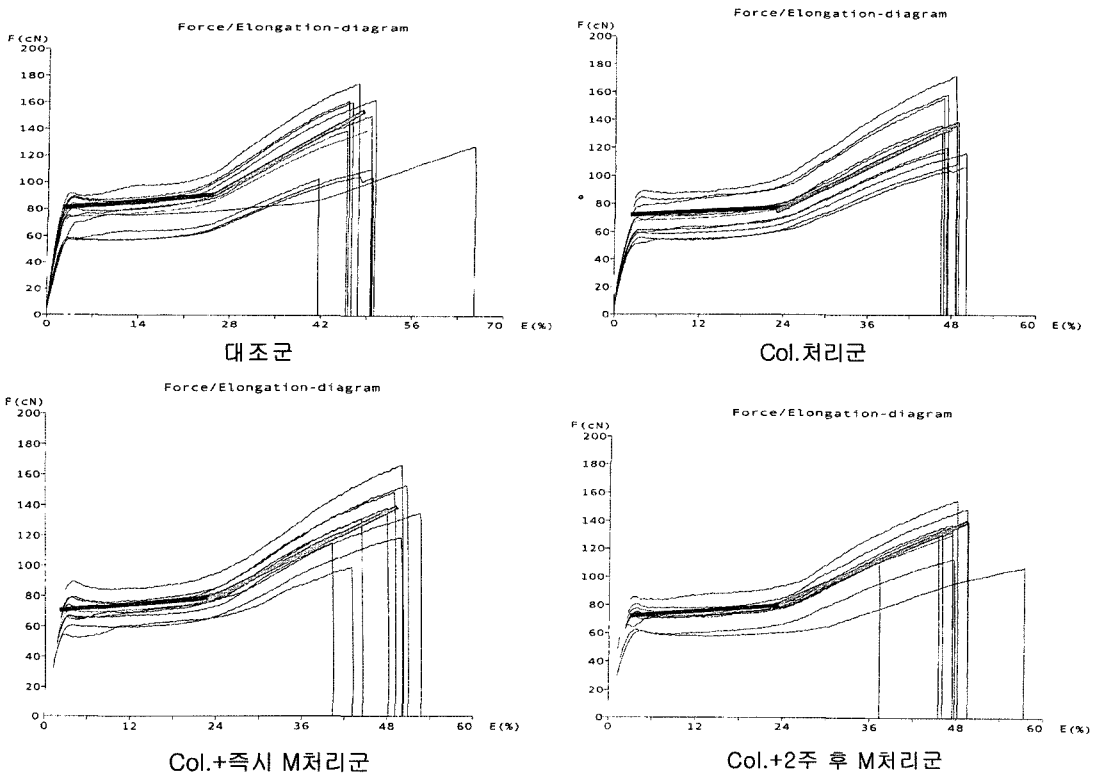 Force/Elongation-diagram
F(cN)
200
180
160
140
120
100
80
60
40
20
0
0 14 28 42 56 70 E(%)
대조군
Force/Elongation-diagram
F(cN)
200
180
160
140
120
100
80
60
40
20
0
0 12 24 36 48 60 E(%)
Col.처리군
Force/Elongation-diagram
F(cN)
200
180
160
140
120
100
80
60
40
20
0
0 12 24 36 48 60 E(%)
Col.+즉시 M처리군
Force/Elongation-diagram
F(cN)
200
180
160
140
120
100
80
60
40
20
0
0 12 24 36 48 60 E(%)
Col.+2주 후 M처리군